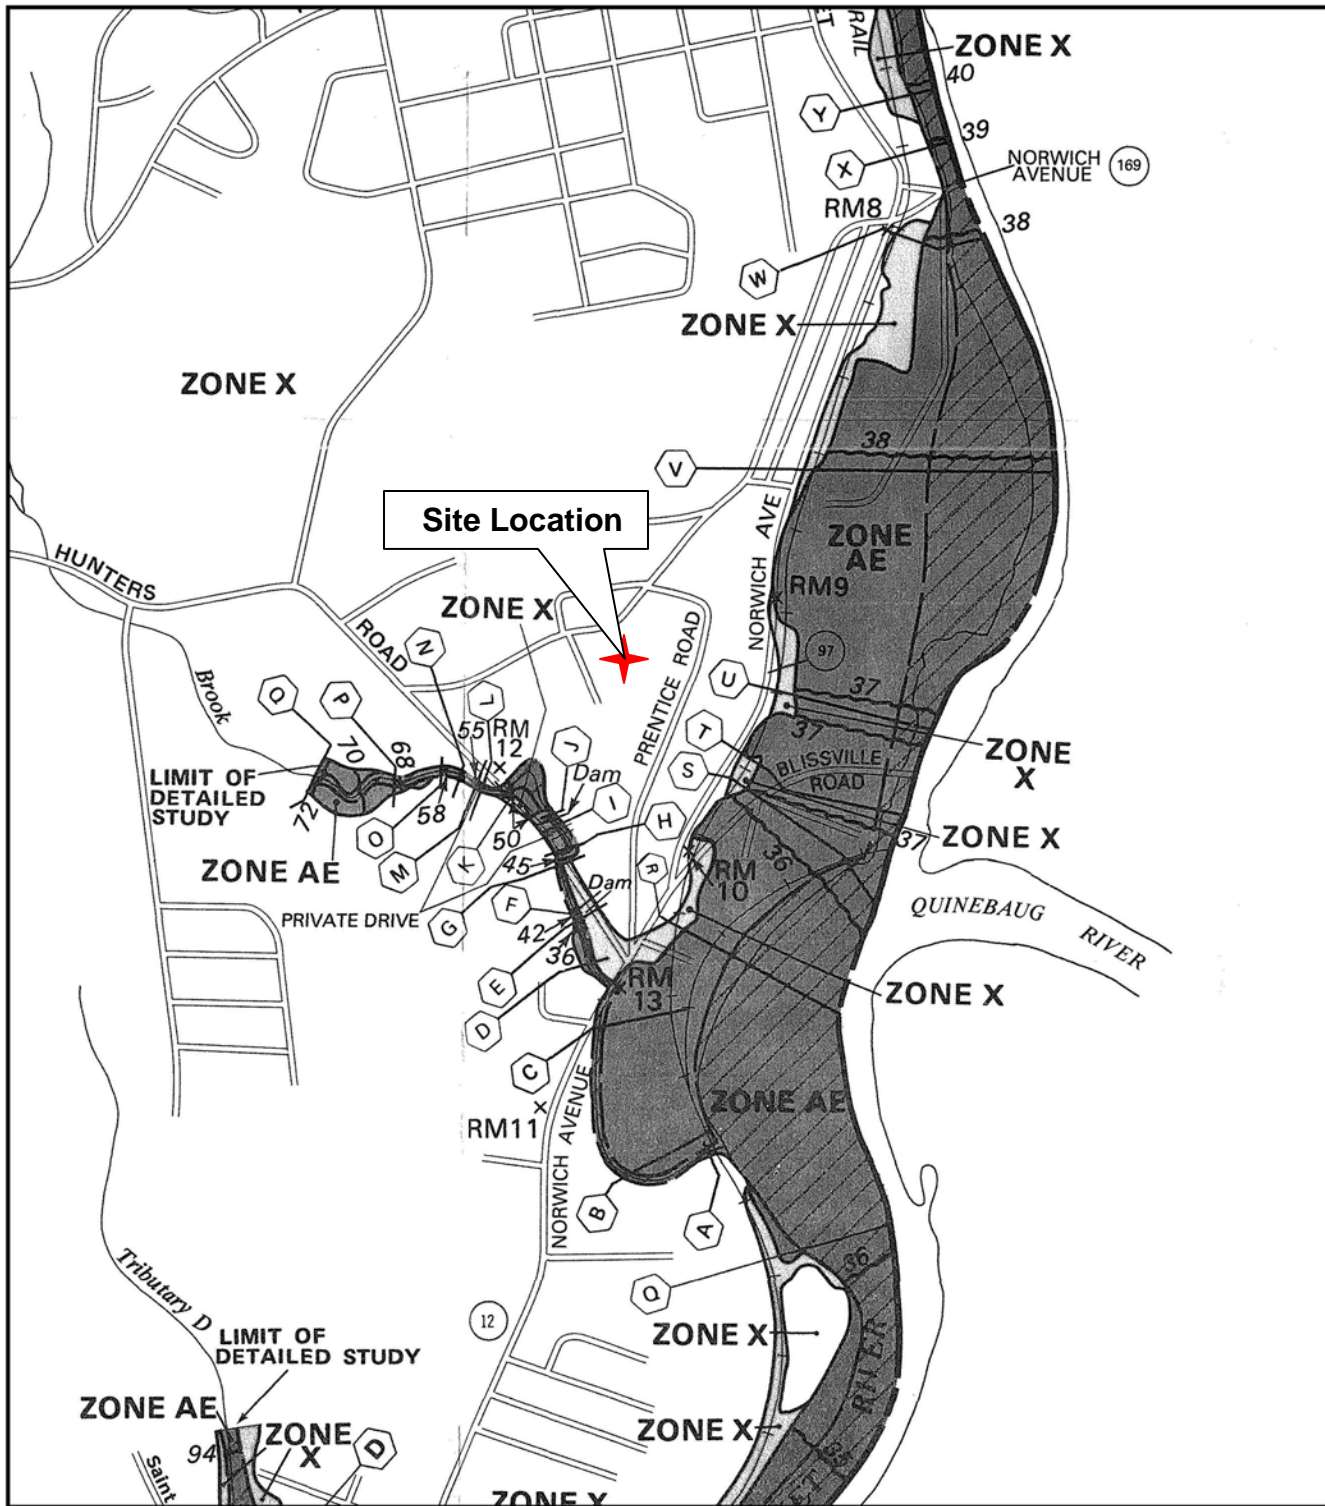 ET
RAIL
ZONE X
40
Y
39
X
NORWICH
AVENUE
169
RM8
38
W
ZONE X
ZONE X
38
V
Site Location
NORWICH AVE
ZONE
AE
HUNTERS
ROAD
ZONE X
RM9
PRENTICE ROAD
97
N
U
37
Brook
Q
P
L
55
RM
12
J
T
37
ZONE
X
70
68
Dam
S
BLISSVILLE
ROAD
LIMIT OF
DETAILED
STUDY
72
58
I
50
H
ZONE X
37
O
M
K
45
R
36
RM
10
ZONE AE
Dam
PRIVATE DRIVE
G
F
42
QUINEBAUG
RIVER
36
E
RM
13
ZONE X
D
C
NORWICH AVENUE
ZONE AE
RM11
B
A
Tributary D
Q
36
12
LIMIT OF
DETAILED STUDY
ZONE X
RIVER
ZONE AE
ZONE
X
94
D
ZONE X
Saint
ZONE X